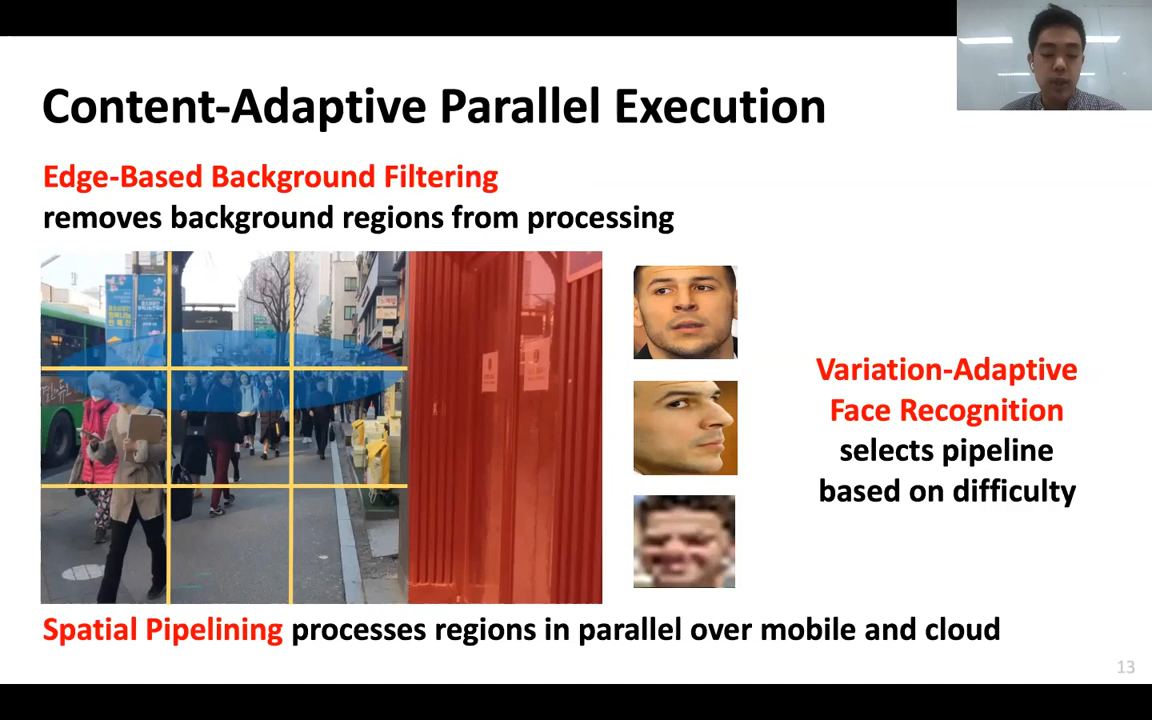 Content-Adaptive Parallel Execution
Edge-Based Background Filtering
removes background regions from processing
Variation-Adaptive
Face Recognition
selects pipeline
based on difficulty
Spatial Pipelining processes regions in parallel over mobile and cloud
13